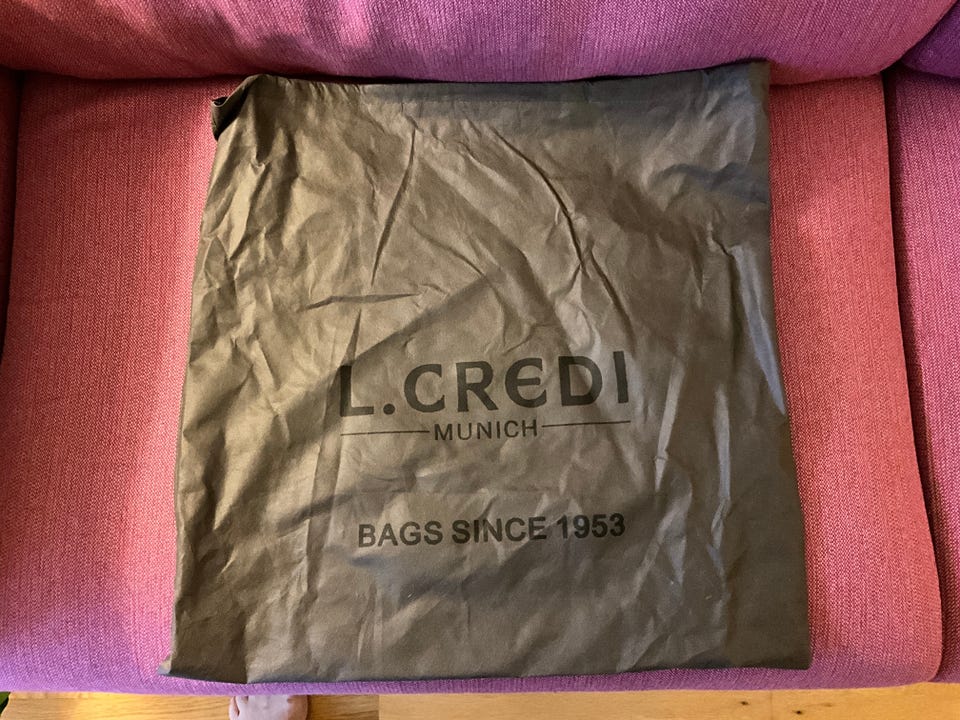 L.CREDI
MUNICH
BAGS SINCE 1953